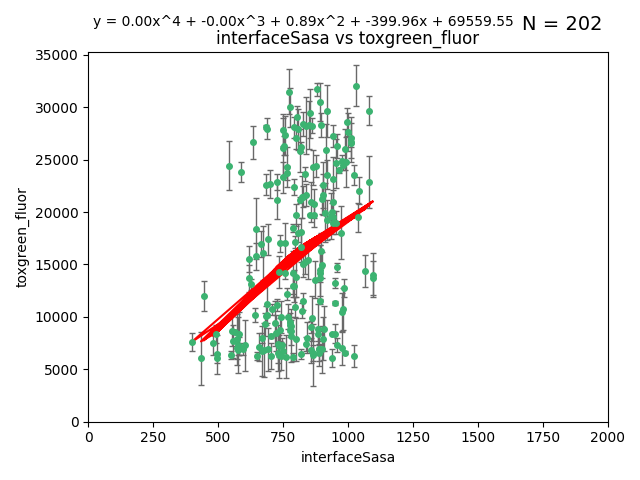 y = 0.00x^4 + -0.00x^3 + 0.89x^2 + -399.96x + 69559.55 N = 202
interfaceSasa vs toxgreen_fluor
35000
30000
25000
20000
15000
10000
5000
0
toxgreen_fluor
0 250 500 750 1000 1250 1500 1750 2000
interfaceSasa